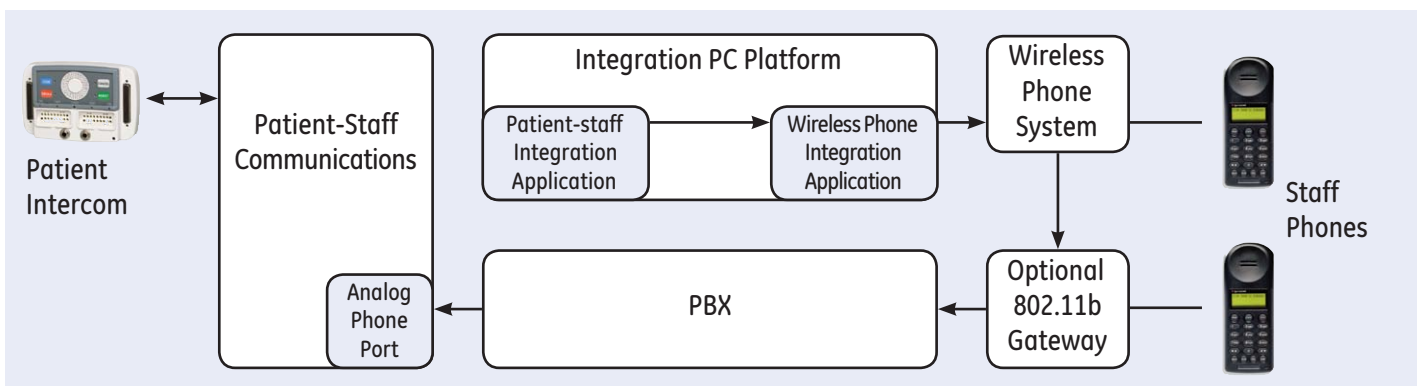 Patient
Intercom
Patient-Staff
Communications
Analog
Phone
Port
Integration PC Platform
Patient-staff
Integration
Application
Wireless Phone
Integration
Application
PBX
Wireless
Phone
System
Optional
802.11b
Gateway
Staff
Phones